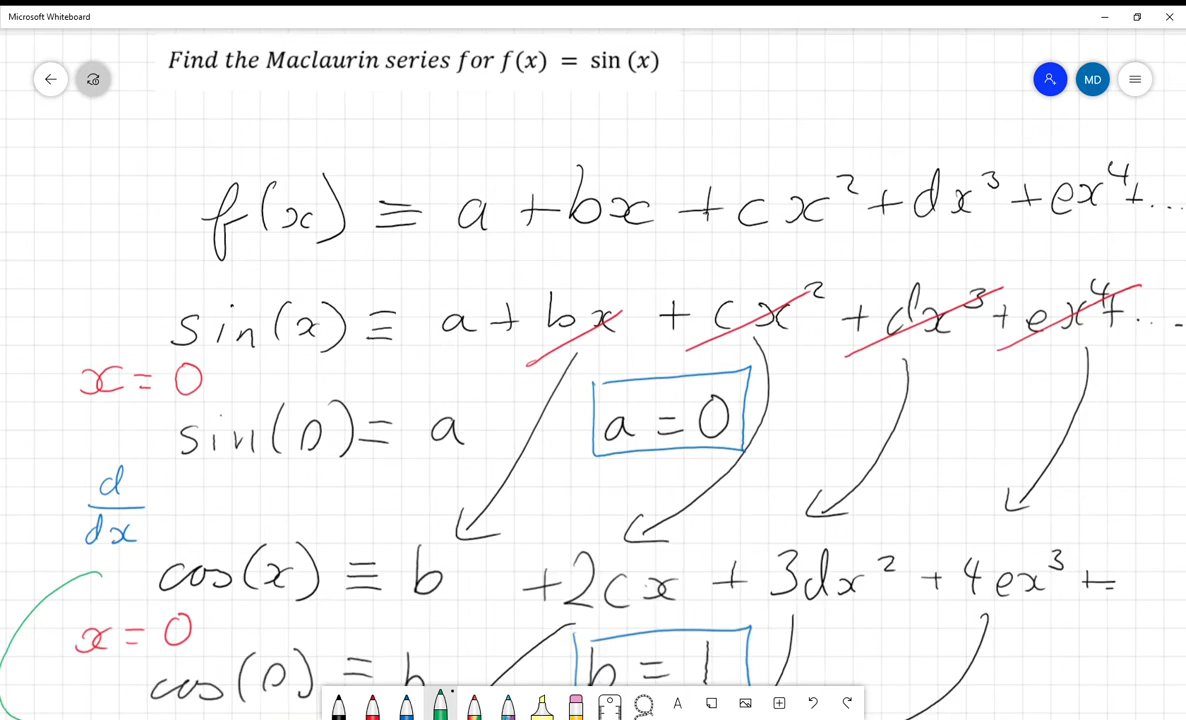 Microsoft Whiteboard
Find the Maclaurin series for f(x) = sin (x)
MD
f(x) ≡ a + bx + cx² + dx³ + ex⁴ + ...
sin(x) ≡ a + bx + cx² + dx³ + ex⁴ + ...
x = 0
sin(0) = a
a = 0
d/dx
cos(x) ≡ b + 2cx + 3dx² + 4ex³ +
x = 0
cos(0) = b
b = 1
A